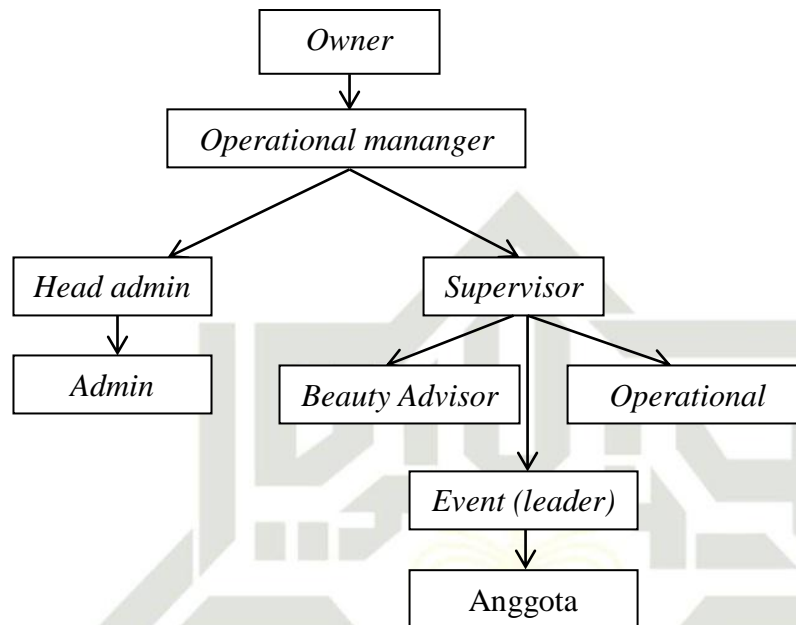 Owner
Operational mananger
Head admin
Supervisor
Admin
Beauty Advisor
Operational
Event (leader)
Anggota